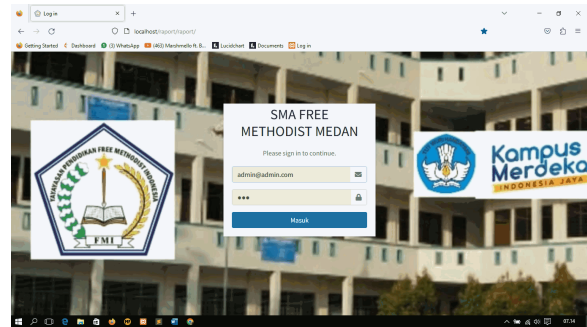 Log in
localhost/raport/raport/
Getting Started
Dashboard
(3) WhatsApp
(463) Marshmello ft. B...
Lucidchart
Documents
Log in
SMA FREE
METHODIST MEDAN
Please sign in to continue.
admin@admin.com
Masuk
YAYASAN PENDIDIKAN FREE METHODIST INDONESIA
FMI
Kampus
Merdeka
INDONESIA JAYA
07.14